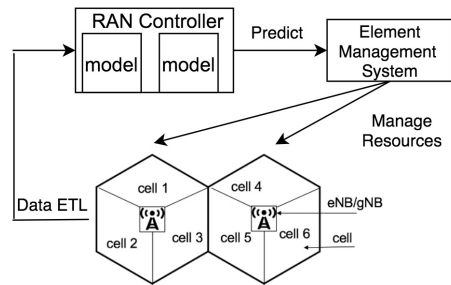 RAN Controller
model
model
Predict
Element
Management
System
Manage
Resources
Data ETL
cell 1
cell 2
cell 3
cell 4
cell 5
cell 6
eNB/gNB
cell